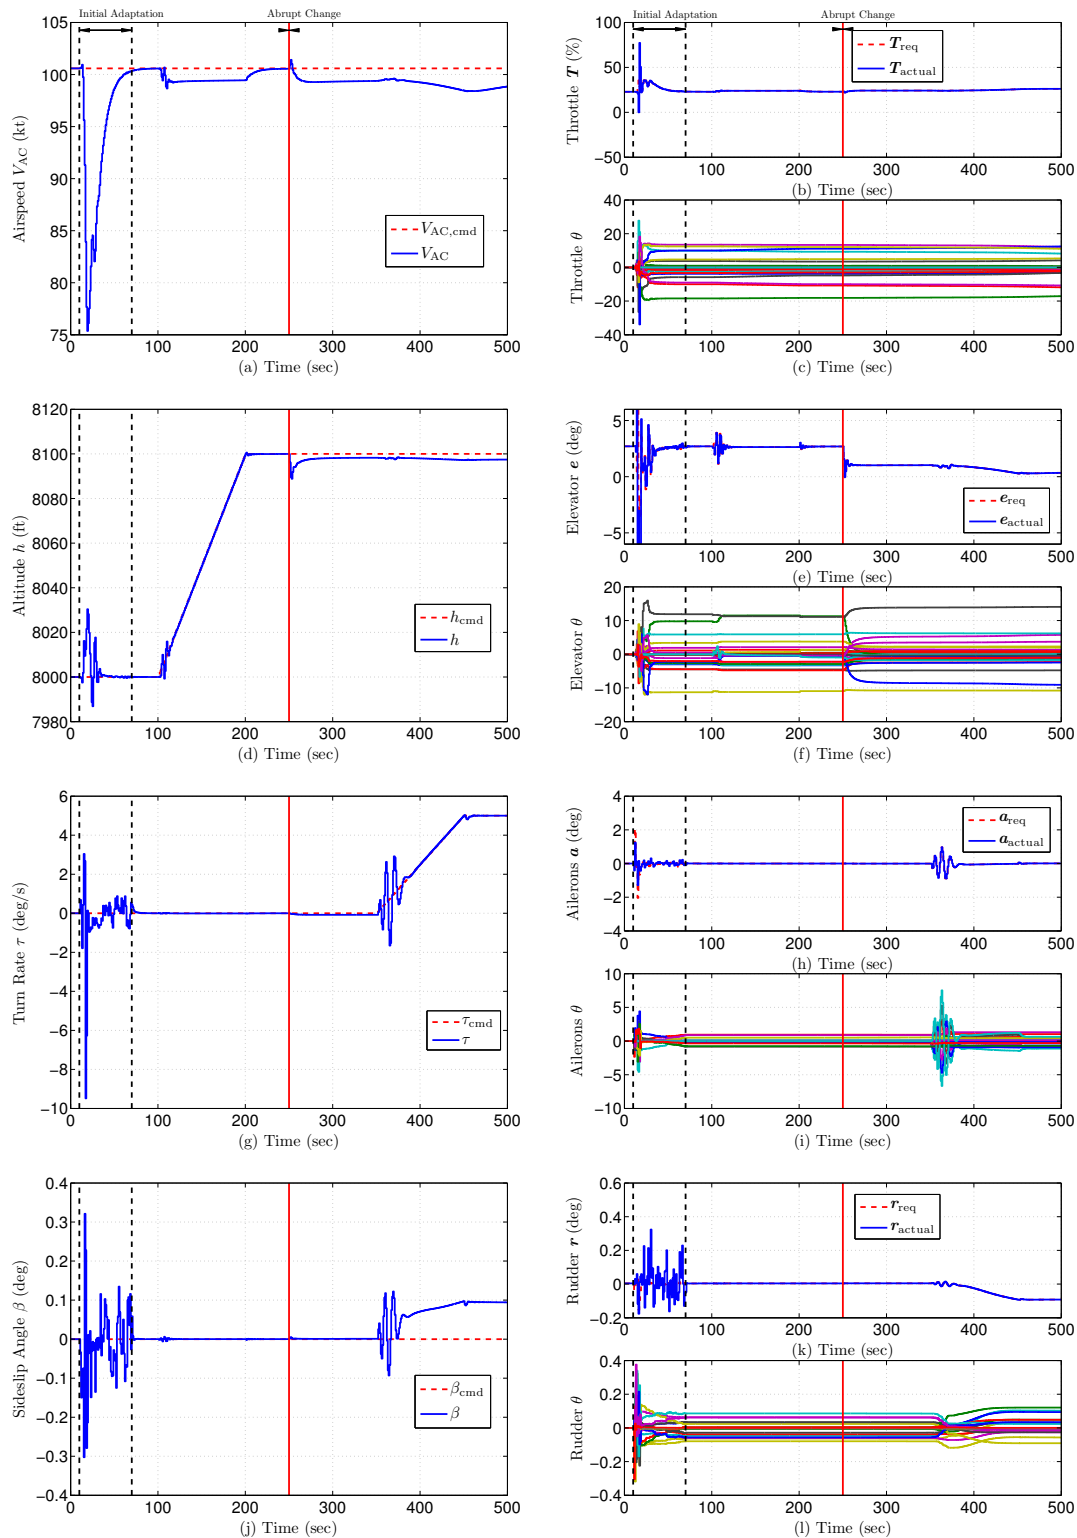 Initial Adaptation Abrupt Change
105
100
95
90
85
80
75
Airspeed V_AC (kt)
V_AC,cmd
V_AC
0 100 200 300 400 500
(a) Time (sec)
Initial Adaptation Abrupt Change
100
50
0
−50
Throttle T (%)
T_req
T_actual
0 100 200 300 400 500
(b) Time (sec)
40
20
0
−20
−40
Throttle θ
0 100 200 300 400 500
(c) Time (sec)
8120
8100
8080
8060
8040
8020
8000
7980
Altitude h (ft)
h_cmd
h
0 100 200 300 400 500
(d) Time (sec)
5
0
−5
Elevator e (deg)
e_req
e_actual
0 100 200 300 400 500
(e) Time (sec)
20
10
0
−10
−20
Elevator θ
0 100 200 300 400 500
(f) Time (sec)
6
4
2
0
−2
−4
−6
−8
−10
Turn Rate τ (deg/s)
τ_cmd
τ
0 100 200 300 400 500
(g) Time (sec)
4
2
0
−2
−4
Ailerons a (deg)
a_req
a_actual
0 100 200 300 400 500
(h) Time (sec)
10
5
0
−5
−10
Ailerons θ
0 100 200 300 400 500
(i) Time (sec)
0.4
0.3
0.2
0.1
0
−0.1
−0.2
−0.3
−0.4
Sideslip Angle β (deg)
β_cmd
β
0 100 200 300 400 500
(j) Time (sec)
0.6
0.4
0.2
0
−0.2
Rudder r (deg)
r_req
r_actual
0 100 200 300 400 500
(k) Time (sec)
0.4
0.2
0
−0.2
−0.4
Rudder θ
0 100 200 300 400 500
(l) Time (sec)